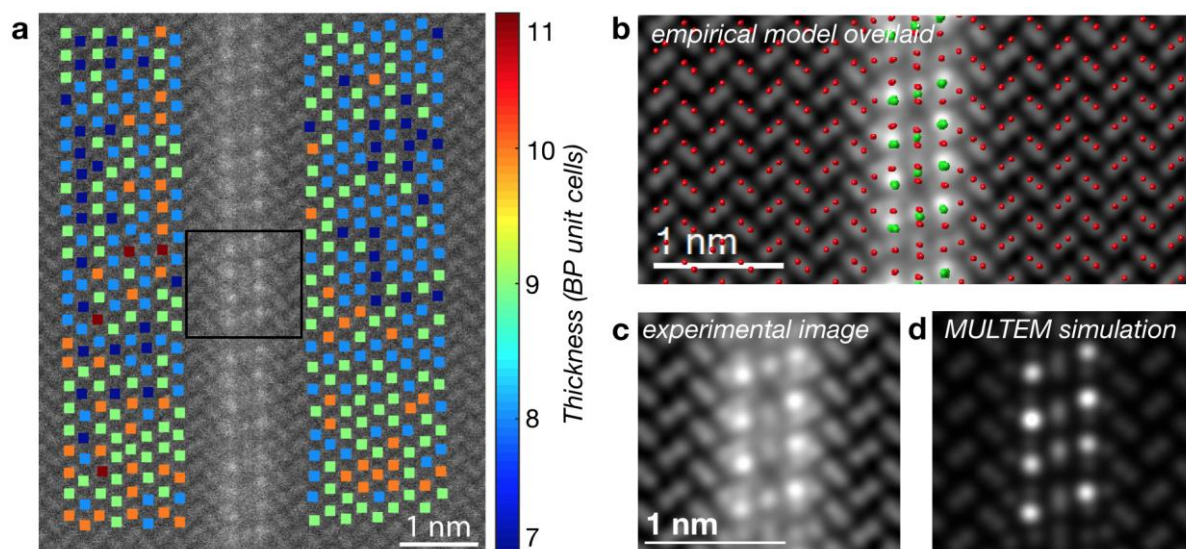 a
11
10
9
8
7
Thickness (BP unit cells)
1 nm
b
empirical model overlaid
1 nm
c
experimental image
1 nm
d
MULTEM simulation